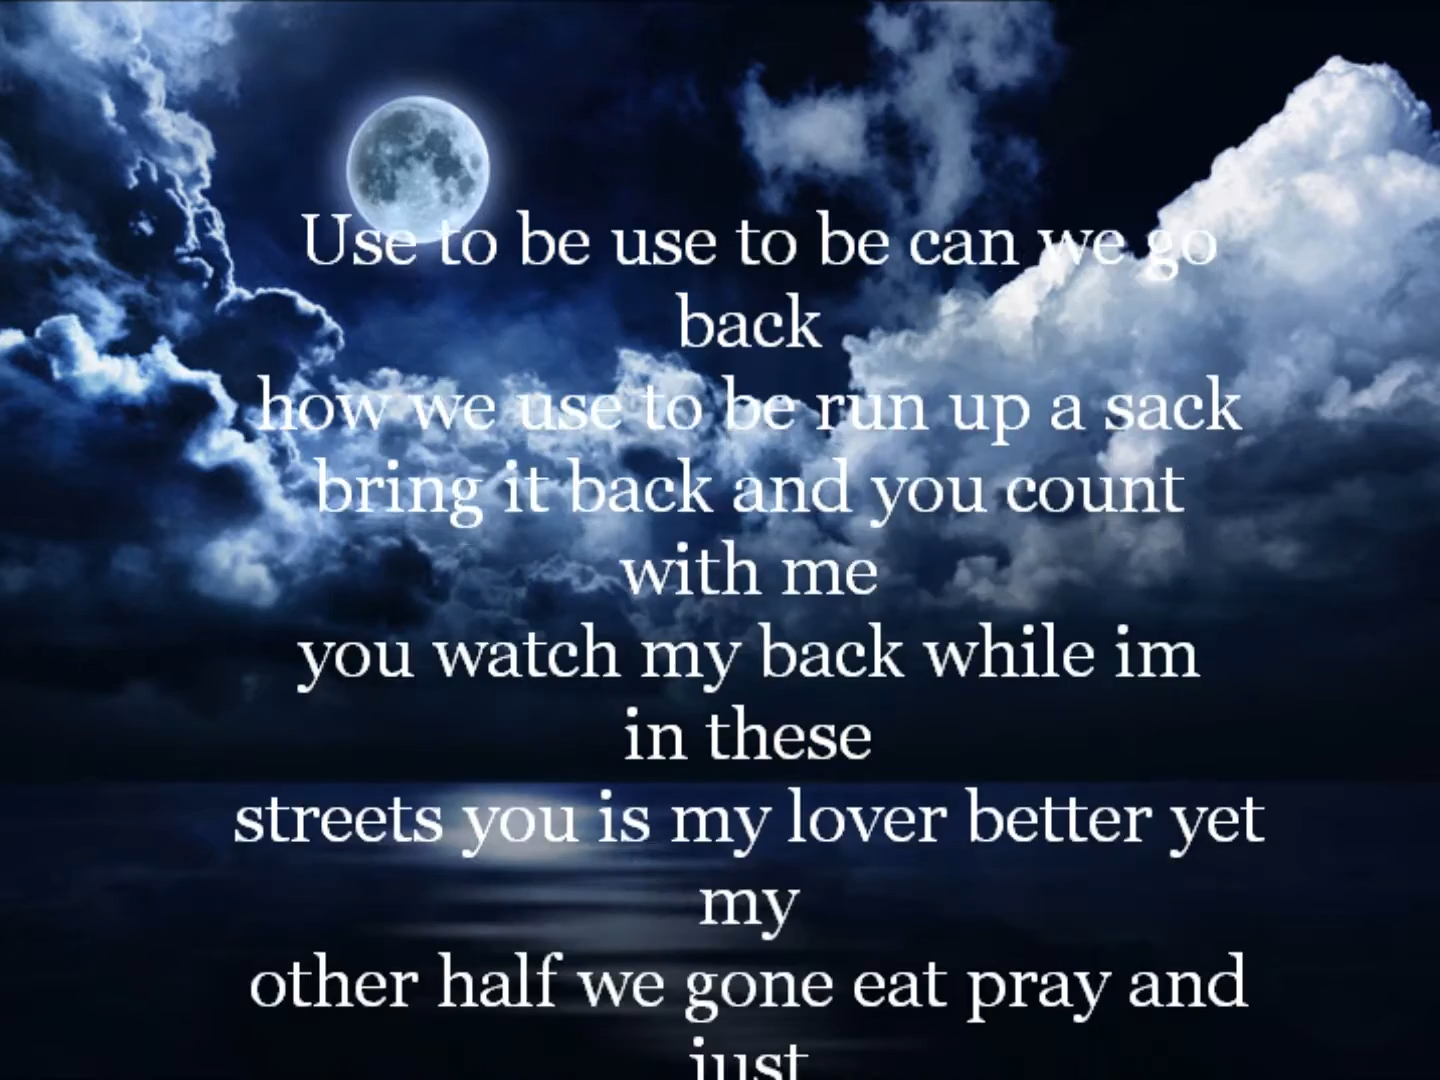 Use to be use to be can we go
back
how we use to be run up a sack
bring it back and you count
with me
you watch my back while im
in these
streets you is my lover better yet
my
other half we gone eat pray and
just